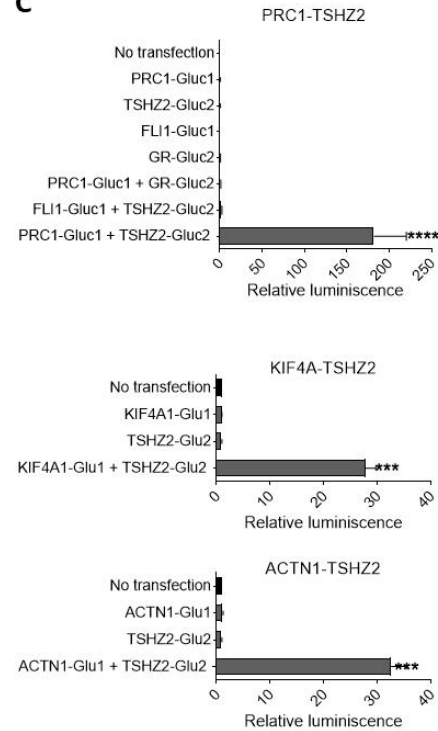 C
PRC1-TSHZ2
No transfection
PRC1-Gluc1
TSHZ2-Gluc2
FLI1-Gluc1
GR-Gluc2
PRC1-Gluc1 + GR-Gluc2
FLI1-Gluc1 + TSHZ2-Gluc2
PRC1-Gluc1 + TSHZ2-Gluc2
****
0 50 100 150 200 250
Relative luminiscence
KIF4A-TSHZ2
No transfection
KIF4A1-Glu1
TSHZ2-Glu2
KIF4A1-Glu1 + TSHZ2-Glu2
***
0 10 20 30 40
Relative luminiscence
ACTN1-TSHZ2
No transfection
ACTN1-Glu1
TSHZ2-Glu2
ACTN1-Glu1 + TSHZ2-Glu2
***
0 10 20 30 40
Relative luminiscence